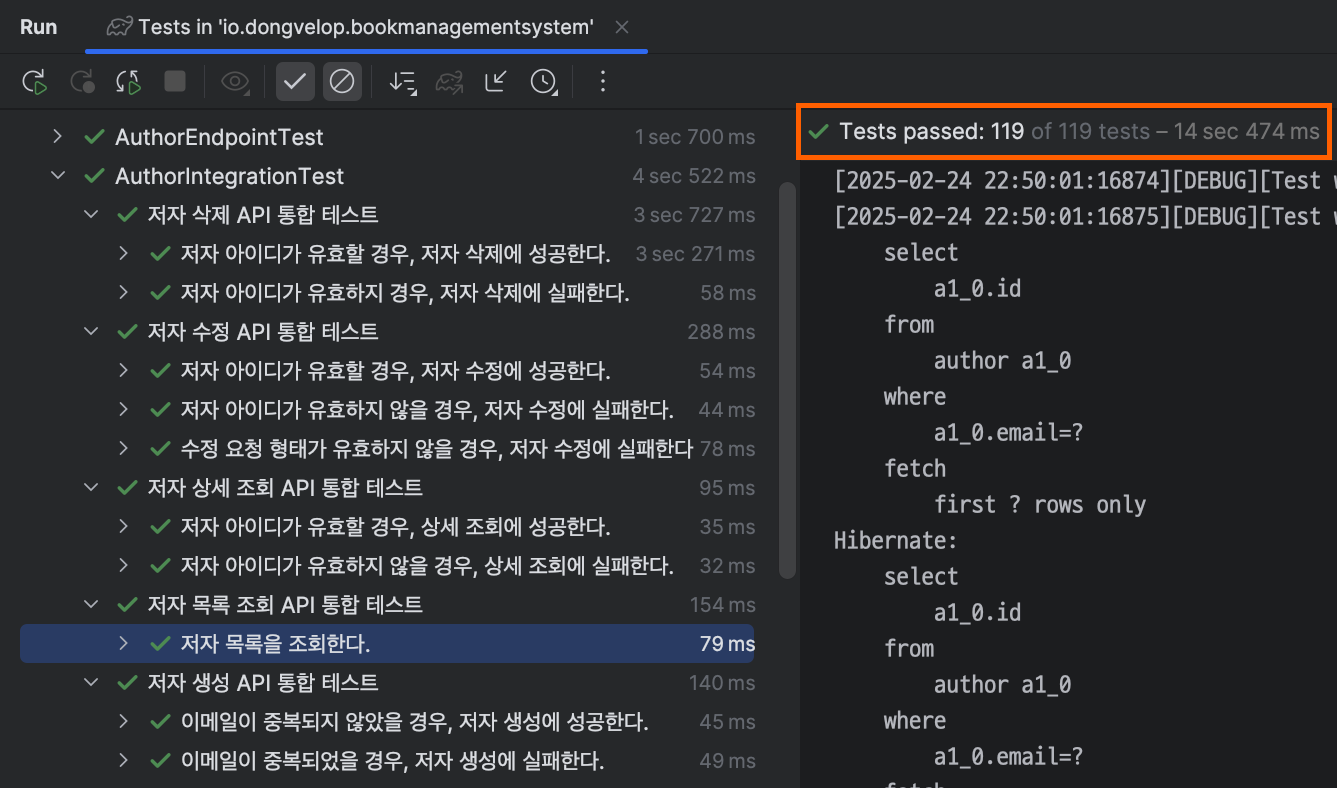 Run
Tests in 'io.dongvelop.bookmanagementsystem'
AuthorEndpointTest 1 sec 700 ms
AuthorIntegrationTest 4 sec 522 ms
저자 삭제 API 통합 테스트 3 sec 727 ms
저자 아이디가 유효할 경우, 저자 삭제에 성공한다. 3 sec 271 ms
저자 아이디가 유효하지 경우, 저자 삭제에 실패한다. 58 ms
저자 수정 API 통합 테스트 288 ms
저자 아이디가 유효할 경우, 저자 수정에 성공한다. 54 ms
저자 아이디가 유효하지 않을 경우, 저자 수정에 실패한다. 44 ms
수정 요청 형태가 유효하지 않을 경우, 저자 수정에 실패한다 78 ms
저자 상세 조회 API 통합 테스트 95 ms
저자 아이디가 유효할 경우, 상세 조회에 성공한다. 35 ms
저자 아이디가 유효하지 않을 경우, 상세 조회에 실패한다. 32 ms
저자 목록 조회 API 통합 테스트 154 ms
저자 목록을 조회한다. 79 ms
저자 생성 API 통합 테스트 140 ms
이메일이 중복되지 않았을 경우, 저자 생성에 성공한다. 45 ms
이메일이 중복되었을 경우, 저자 생성에 실패한다. 49 ms
Tests passed: 119 of 119 tests – 14 sec 474 ms
[2025-02-24 22:50:01:16874][DEBUG][Test w
[2025-02-24 22:50:01:16875][DEBUG][Test w
select
a1_0.id
from
author a1_0
where
a1_0.email=?
fetch
first ? rows only
Hibernate:
select
a1_0.id
from
author a1_0
where
a1_0.email=?
fetch